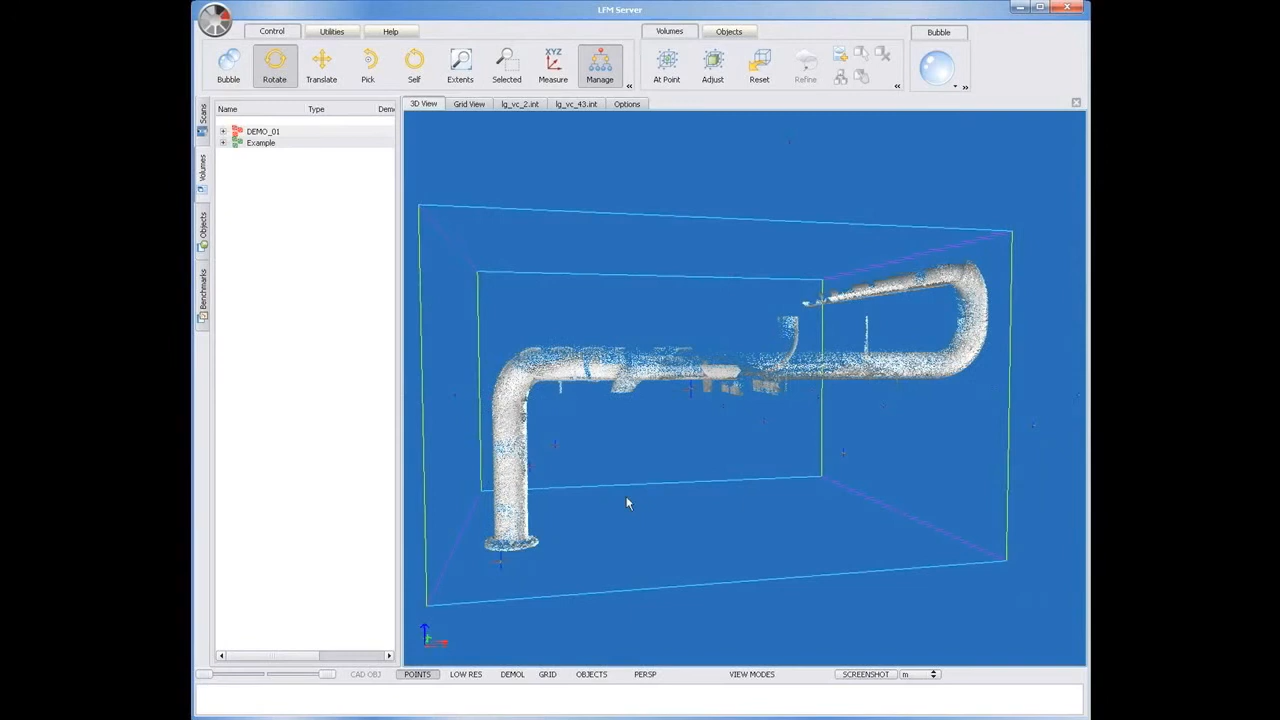 LFM Server
Control Utilities Help Volumes Objects Bubble
Bubble Rotate Translate Pick Self Extents Selected XYZ Measure Manage At Point Adjust Reset Refine
« « »
Name Type Dem
3D View Grid View lg_vc_2.int lg_vc_43.int Options
Scans
Volumes
Objects
Benchmarks
DEMO_01
Example
CAD OBJ POINTS LOW RES DEMOL GRID OBJECTS PERSP VIEW MODES SCREENSHOT m